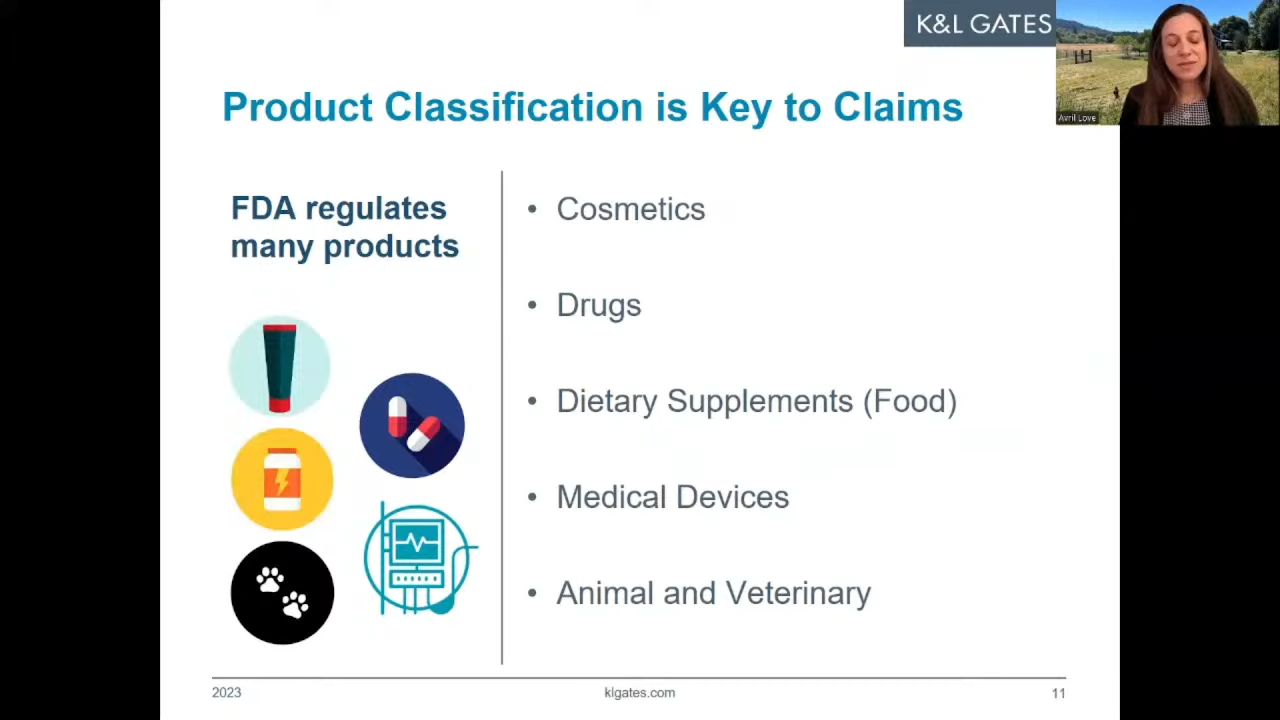 K&L GATES
Avril Love
Product Classification is Key to Claims
FDA regulates
many products
• Cosmetics
• Drugs
• Dietary Supplements (Food)
• Medical Devices
• Animal and Veterinary
2023
klgates.com
11